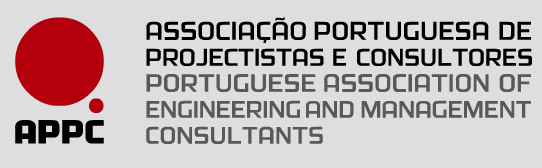 APPC
ASSOCIAÇÃO PORTUGUESA DE
PROJECTISTAS E CONSULTORES
PORTUGUESE ASSOCIATION OF
ENGINEERING AND MANAGEMENT
CONSULTANTS